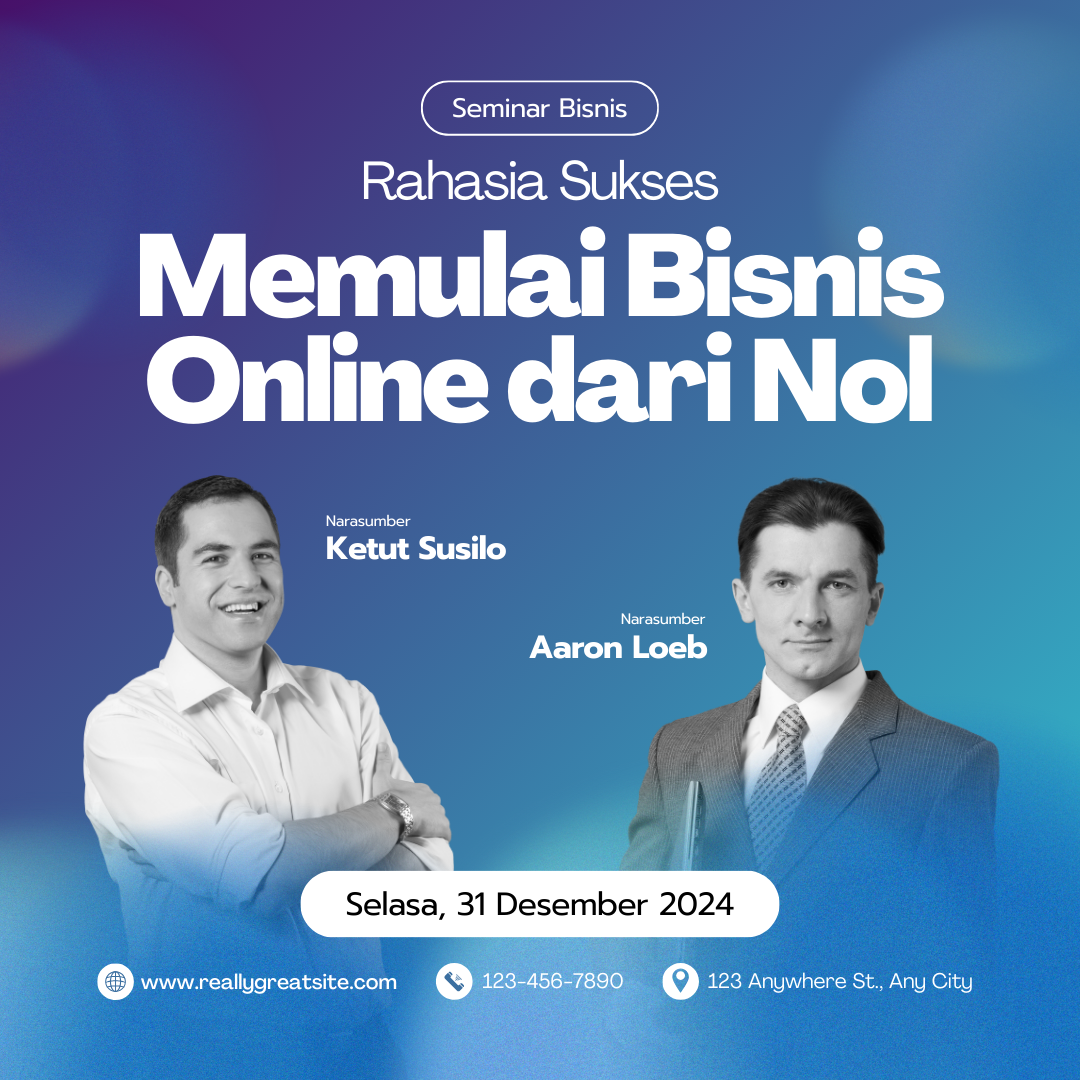 Seminar Bisnis
Rahasia Sukses
Memulai Bisnis
Online dari Nol
Narasumber
Ketut Susilo
Narasumber
Aaron Loeb
Selasa, 31 Desember 2024
www.reallygreatsite.com
123-456-7890
123 Anywhere St., Any City